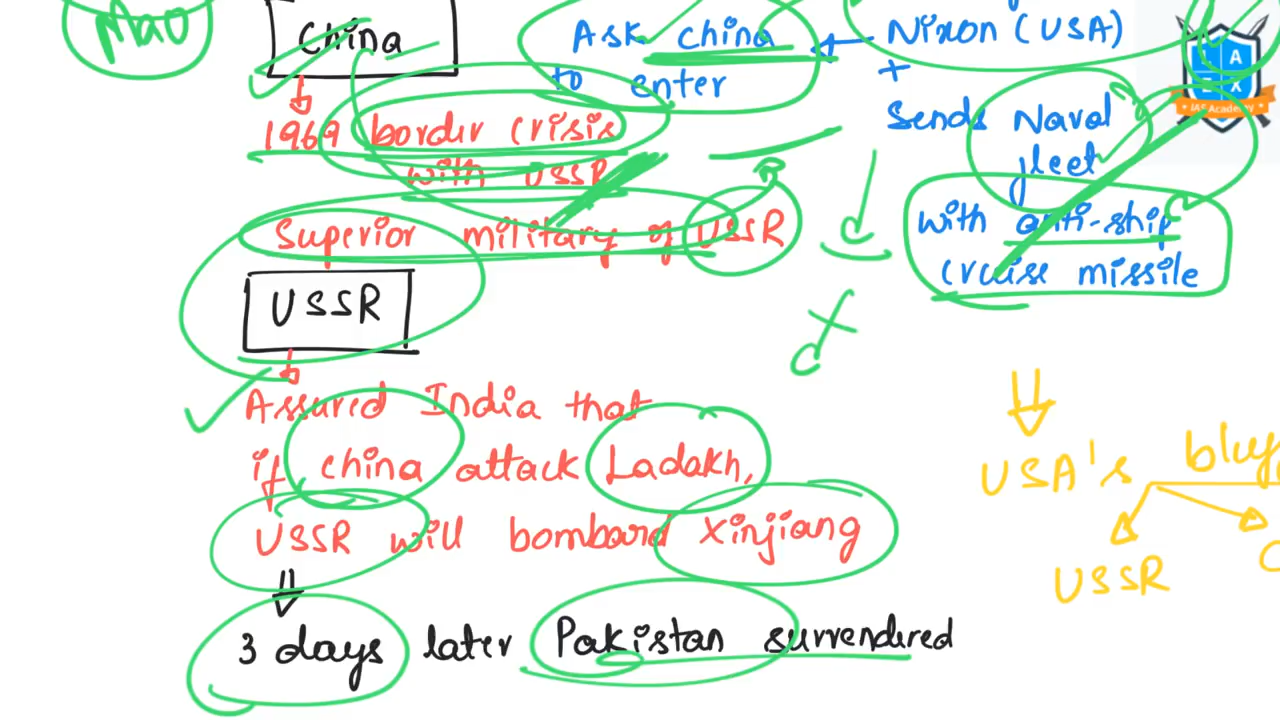 Mao
China
1969 border crisis
with USSR
Superior military of USSR
USSR
Assured India that
if china attack Ladakh,
USSR will bombard Xinjiang
3 days later Pakistan surrendered
Ask china
to enter
Nixon (USA)
+
Sends Naval
fleet
with anti-ship
cruise missile
USA's
USSR
A
X
IAS Academy